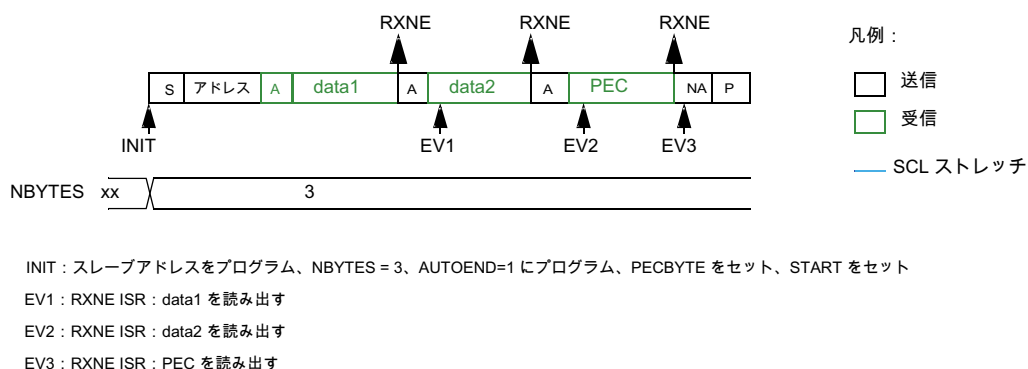 RXNE RXNE RXNE
凡例：
S アドレス A data1 A data2 A PEC NA P
送信
受信
INIT EV1 EV2 EV3
SCL ストレッチ
NBYTES xx 3
INIT：スレーブアドレスをプログラム、NBYTES = 3、AUTOEND=1 にプログラム、PECBYTE をセット、START をセット
EV1：RXNE ISR：data1 を読み出す
EV2：RXNE ISR：data2 を読み出す
EV3：RXNE ISR：PEC を読み出す